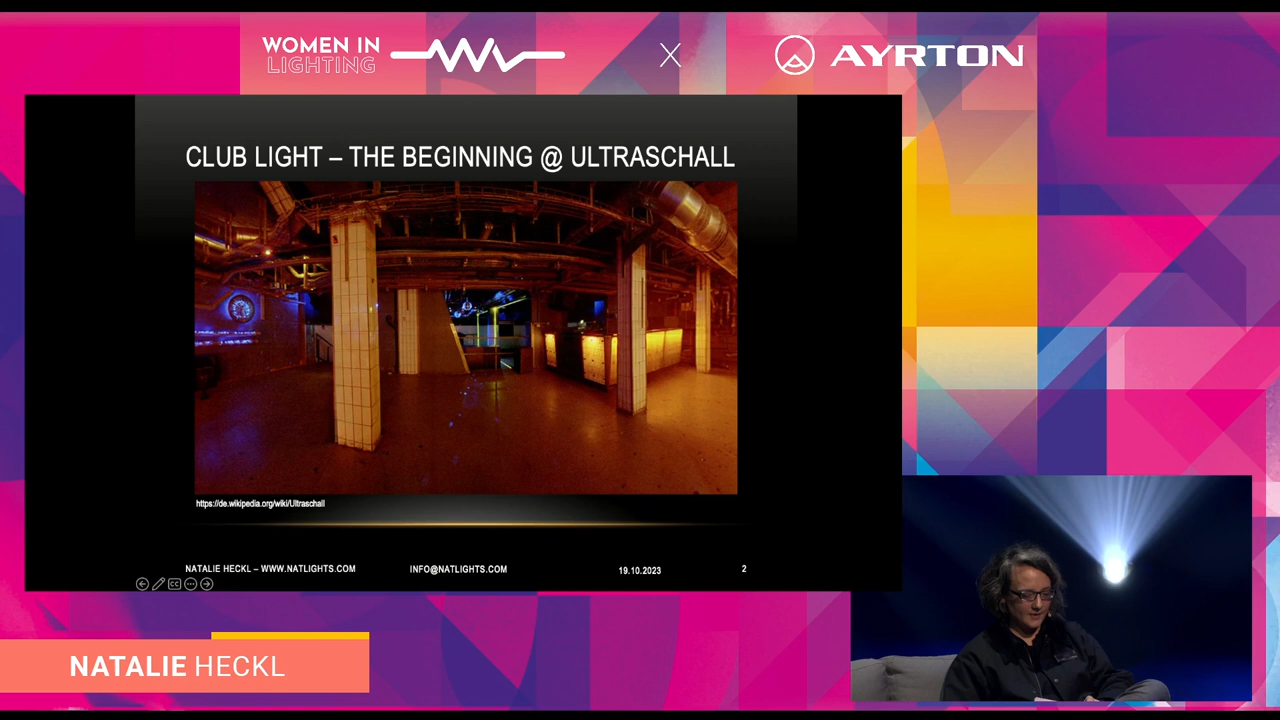 WOMEN IN
LIGHTING
X
AYRTON
CLUB LIGHT – THE BEGINNING @ ULTRASCHALL
https://de.wikipedia.org/wiki/Ultraschall
NATALIE HECKL – WWW.NATLIGHTS.COM
INFO@NATLIGHTS.COM
19.10.2023
2
CC
NATALIE HECKL